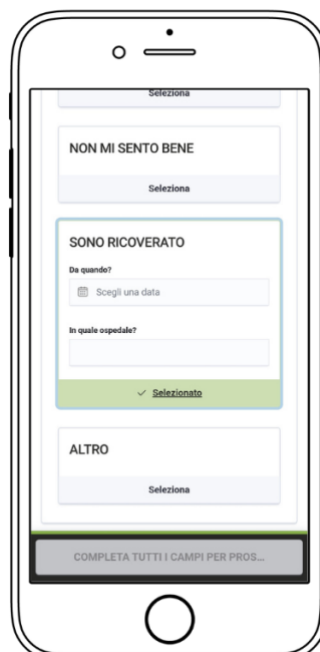 Seleziona
NON MI SENTO BENE
Seleziona
SONO RICOVERATO
Da quando?
Scegli una data
In quale ospedale?
Selezionato
ALTRO
Seleziona
COMPLETA TUTTI I CAMPI PER PROS...